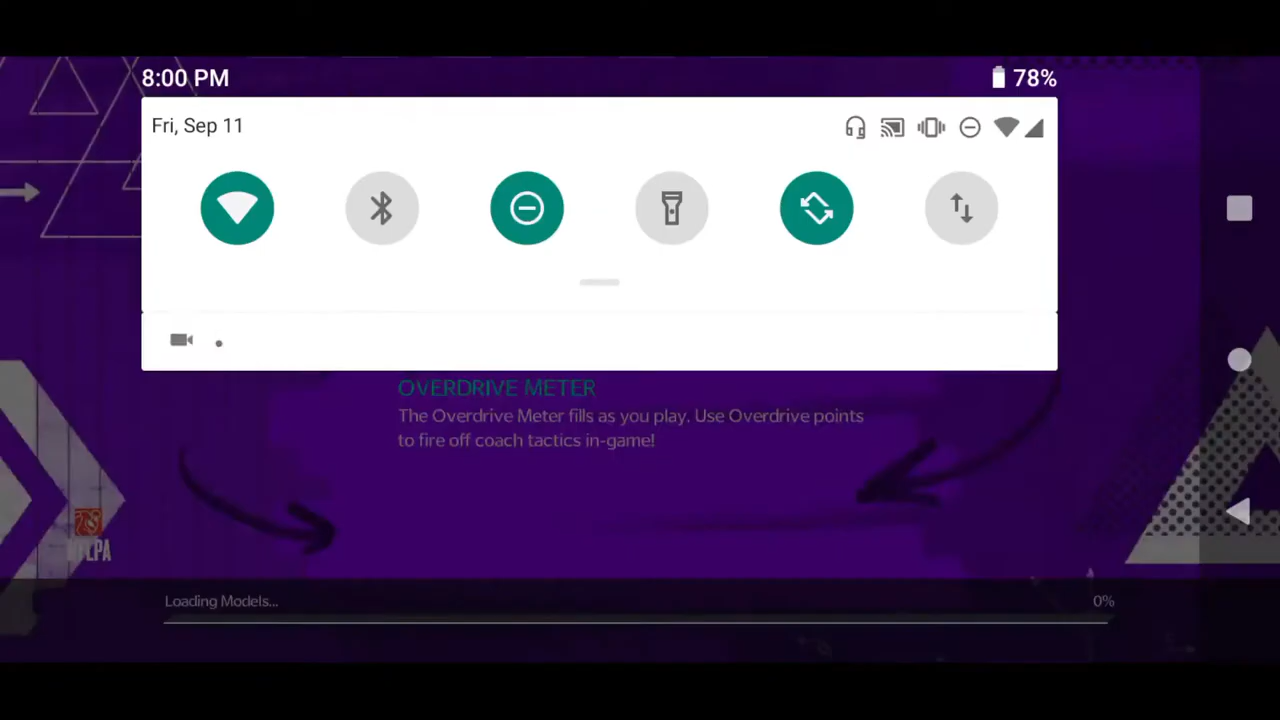 8:00 PM
78%
Fri, Sep 11
OVERDRIVE METER
The Overdrive Meter fills as you play. Use Overdrive points
to fire off coach tactics in-game!
NFLPA
Loading Models...
0%